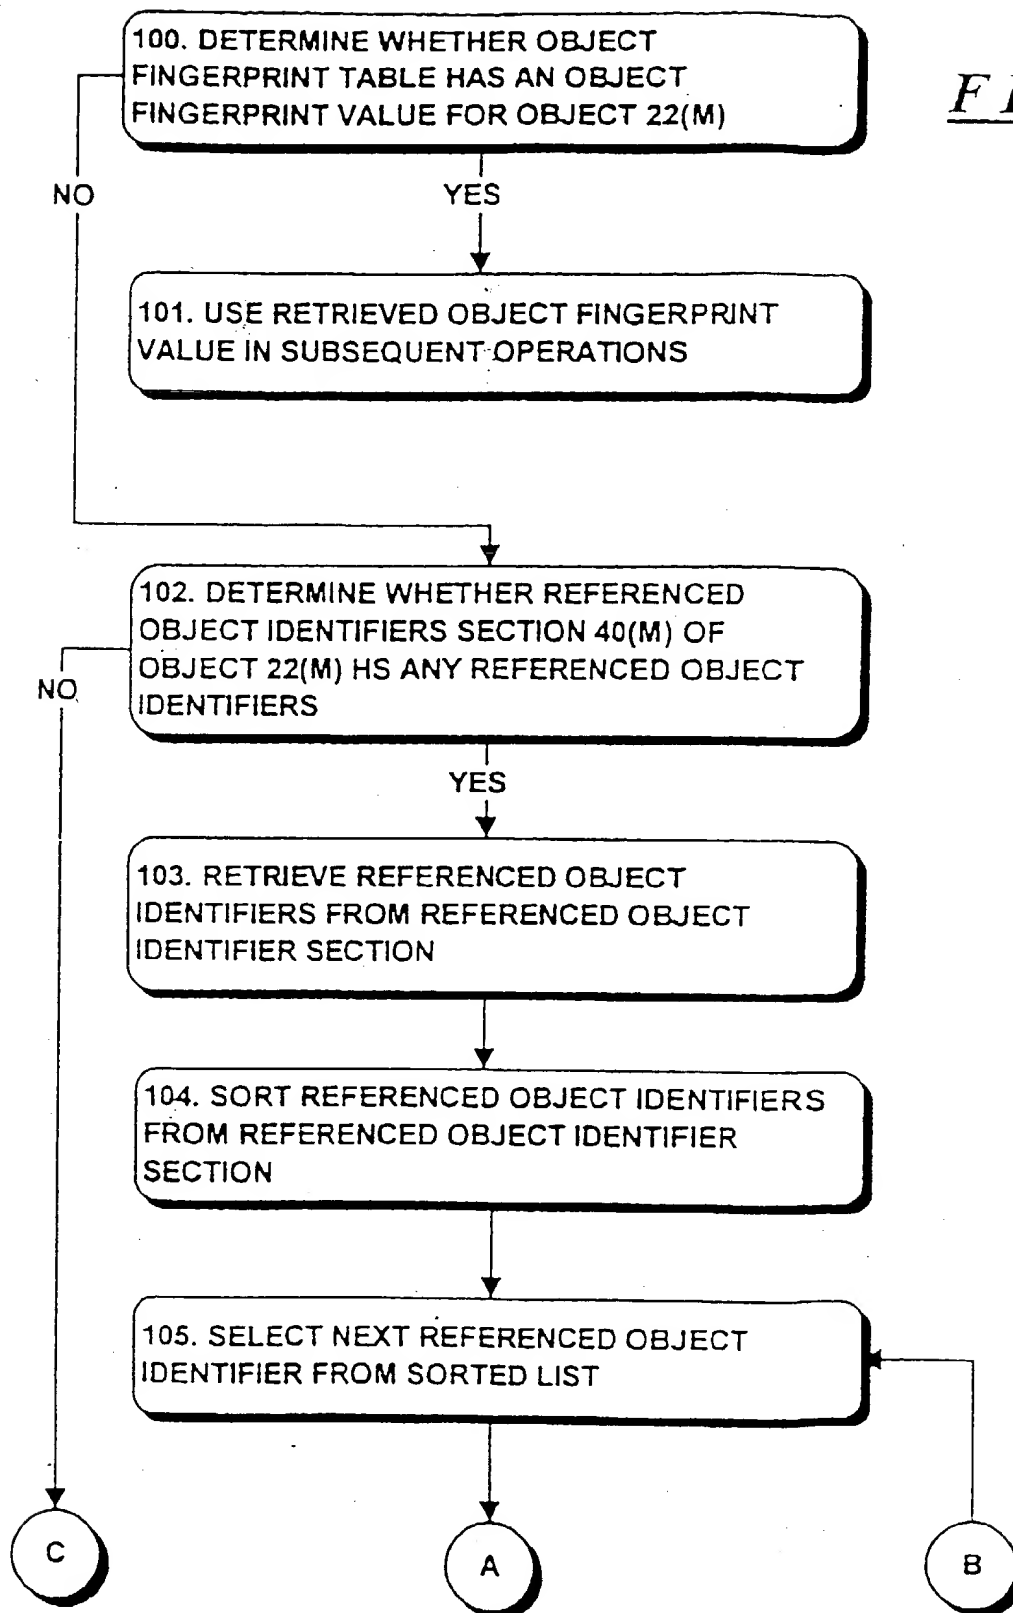 100. DETERMINE WHETHER OBJECT
FINGERPRINT TABLE HAS AN OBJECT
FINGERPRINT VALUE FOR OBJECT 22(M)
F I
NO
YES
101. USE RETRIEVED OBJECT FINGERPRINT
VALUE IN SUBSEQUENT OPERATIONS
102. DETERMINE WHETHER REFERENCED
OBJECT IDENTIFIERS SECTION 40(M) OF
OBJECT 22(M) HS ANY REFERENCED OBJECT
IDENTIFIERS
NO
YES
103. RETRIEVE REFERENCED OBJECT
IDENTIFIERS FROM REFERENCED OBJECT
IDENTIFIER SECTION
104. SORT REFERENCED OBJECT IDENTIFIERS
FROM REFERENCED OBJECT IDENTIFIER
SECTION
105. SELECT NEXT REFERENCED OBJECT
IDENTIFIER FROM SORTED LIST
C
A
B